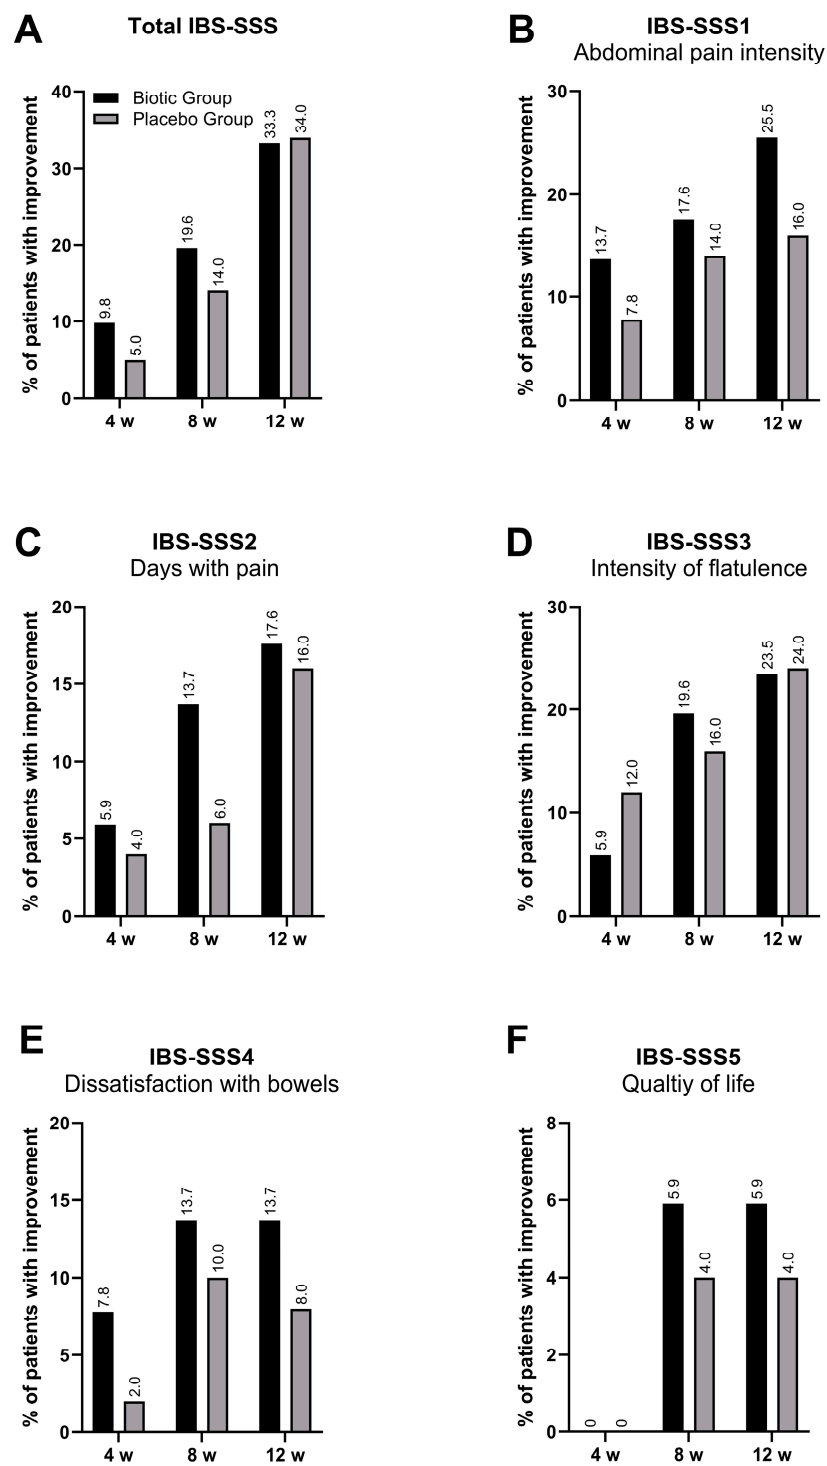 A
Total IBS-SSS
% of patients with improvement
40
30
20
10
0
Biotic Group
Placebo Group
9.8
5.0
19.6
14.0
33.3
34.0
4 w
8 w
12 w
B
IBS-SSS1
Abdominal pain intensity
% of patients with improvement
30
20
10
0
13.7
7.8
17.6
14.0
25.5
16.0
4 w
8 w
12 w
C
IBS-SSS2
Days with pain
% of patients with improvement
20
15
10
5
0
5.9
4.0
13.7
6.0
17.6
16.0
4 w
8 w
12 w
D
IBS-SSS3
Intensity of flatulence
% of patients with improvement
30
20
10
0
5.9
12.0
19.6
16.0
23.5
24.0
4 w
8 w
12 w
E
IBS-SSS4
Dissatisfaction with bowels
% of patients with improvement
20
15
10
5
0
7.8
2.0
13.7
10.0
13.7
8.0
4 w
8 w
12 w
F
IBS-SSS5
Qualtiy of life
% of patients with improvement
8
6
4
2
0
0
0
5.9
4.0
5.9
4.0
4 w
8 w
12 w